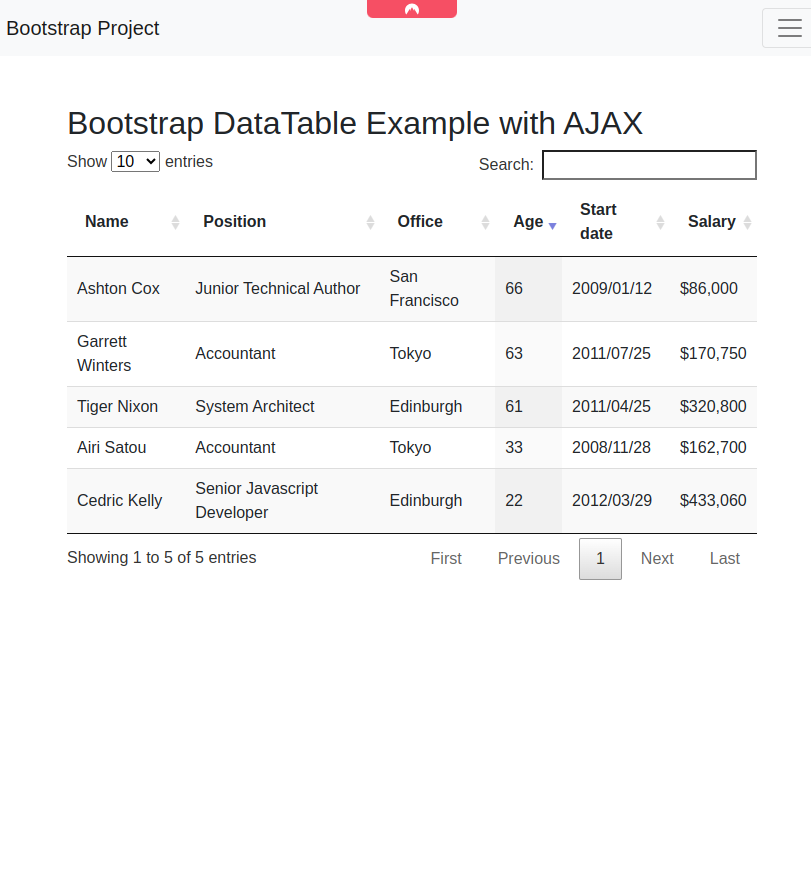 Bootstrap Project
Bootstrap DataTable Example with AJAX
Show 10 entries
Search:
Name Position Office Age Start date Salary
Ashton Cox Junior Technical Author San Francisco 66 2009/01/12 $86,000
Garrett Winters Accountant Tokyo 63 2011/07/25 $170,750
Tiger Nixon System Architect Edinburgh 61 2011/04/25 $320,800
Airi Satou Accountant Tokyo 33 2008/11/28 $162,700
Cedric Kelly Senior Javascript Developer Edinburgh 22 2012/03/29 $433,060
Showing 1 to 5 of 5 entries
First Previous 1 Next Last